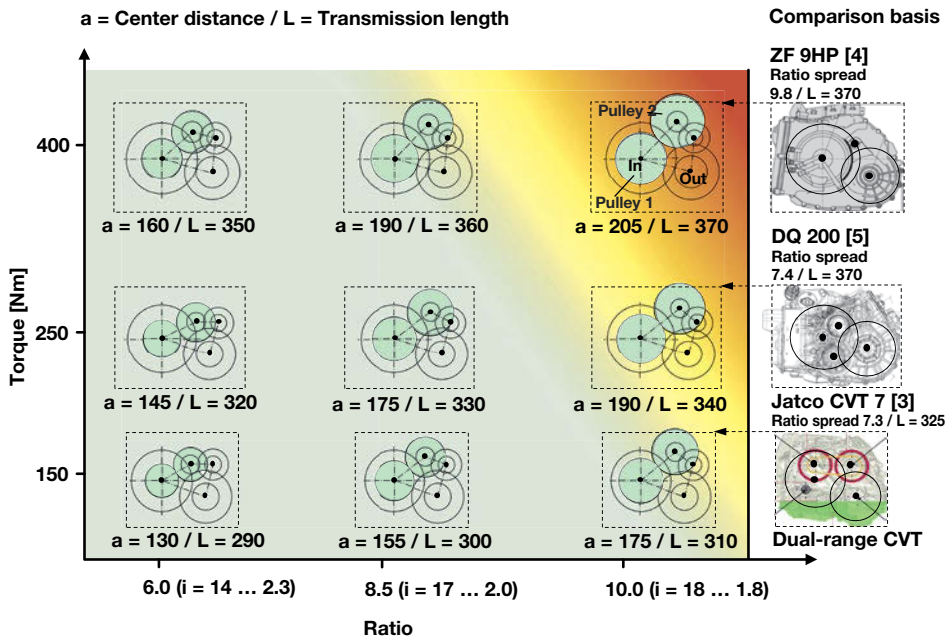 a = Center distance / L = Transmission length
Comparison basis
Torque [Nm]
400
250
150
a = 160 / L = 350
a = 190 / L = 360
Pulley 2
In
Out
Pulley 1
a = 205 / L = 370
a = 145 / L = 320
a = 175 / L = 330
a = 190 / L = 340
a = 130 / L = 290
a = 155 / L = 300
a = 175 / L = 310
ZF 9HP [4]
Ratio spread
9.8 / L = 370
DQ 200 [5]
Ratio spread
7.4 / L = 370
Jatco CVT 7 [3]
Ratio spread 7.3 / L = 325
Dual-range CVT
6.0 (i = 14 … 2.3)
8.5 (i = 17 … 2.0)
10.0 (i = 18 … 1.8)
Ratio